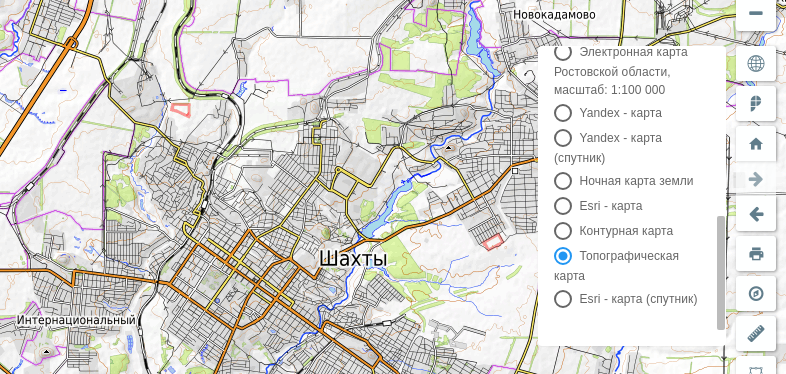 Новокадамово
Электронная карта
Ростовской области,
масштаб: 1:100 000
Yandex - карта
Yandex - карта
(спутник)
Ночная карта земли
Esri - карта
Контурная карта
Топографическая
карта
Esri - карта (спутник)
Шахты
Интернациональный